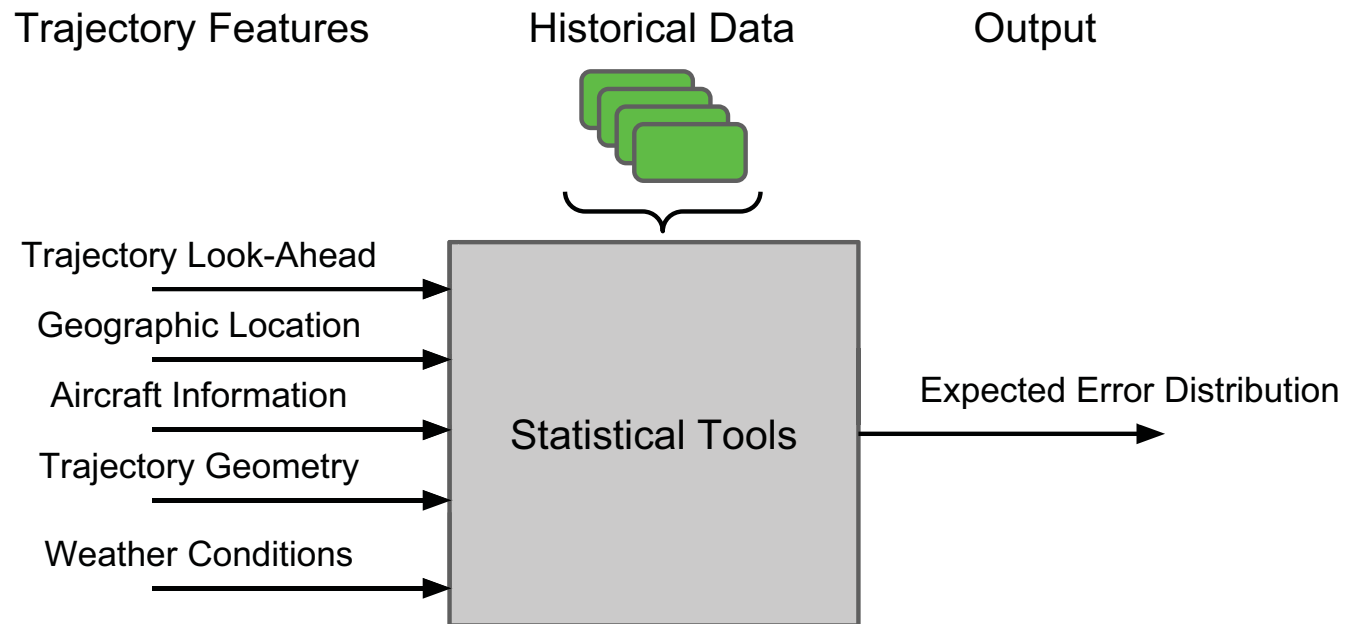 Trajectory Features
Historical Data
Output
Trajectory Look-Ahead
Geographic Location
Aircraft Information
Trajectory Geometry
Weather Conditions
Statistical Tools
Expected Error Distribution